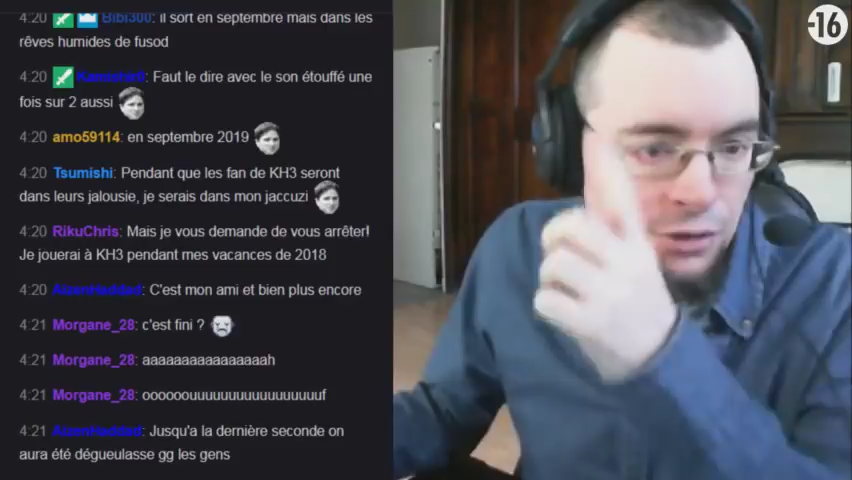 -16
4:20 Bibi300: il sort en septembre mais dans les
rêves humides de fusod
4:20 Kamishiril: Faut le dire avec le son étouffé une
fois sur 2 aussi
4:20 amo59114: en septembre 2019
4:20 Tsumishi: Pendant que les fan de KH3 seront
dans leurs jalousie, je serais dans mon jaccuzi
4:20 RikuChris: Mais je vous demande de vous arrêter!
Je jouerai à KH3 pendant mes vacances de 2018
4:20 AizenHaddad: C'est mon ami et bien plus encore
4:21 Morgane_28: c'est fini ?
4:21 Morgane_28: aaaaaaaaaaaaaaaah
4:21 Morgane_28: oooooouuuuuuuuuuuuuuuuuf
4:21 AizenHaddad: Jusqu'a la dernière seconde on
aura été dégueulasse gg les gens